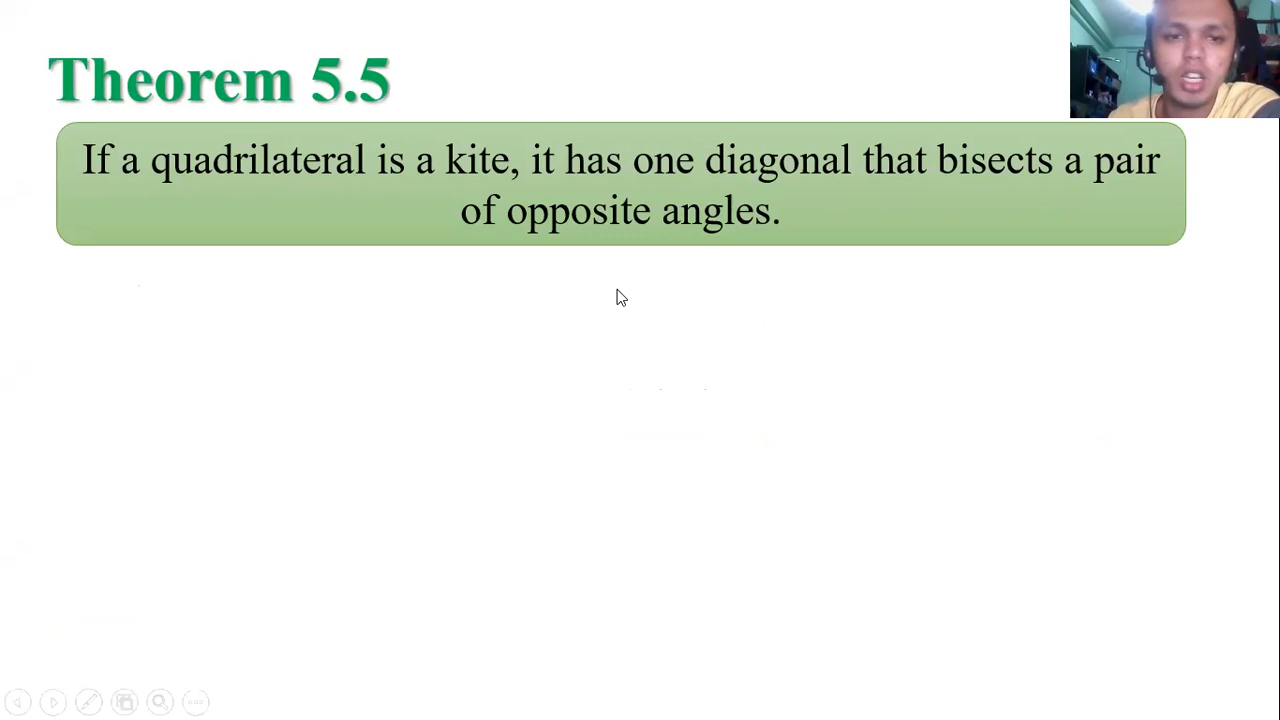 Theorem 5.5
If a quadrilateral is a kite, it has one diagonal that bisects a pair
of opposite angles.